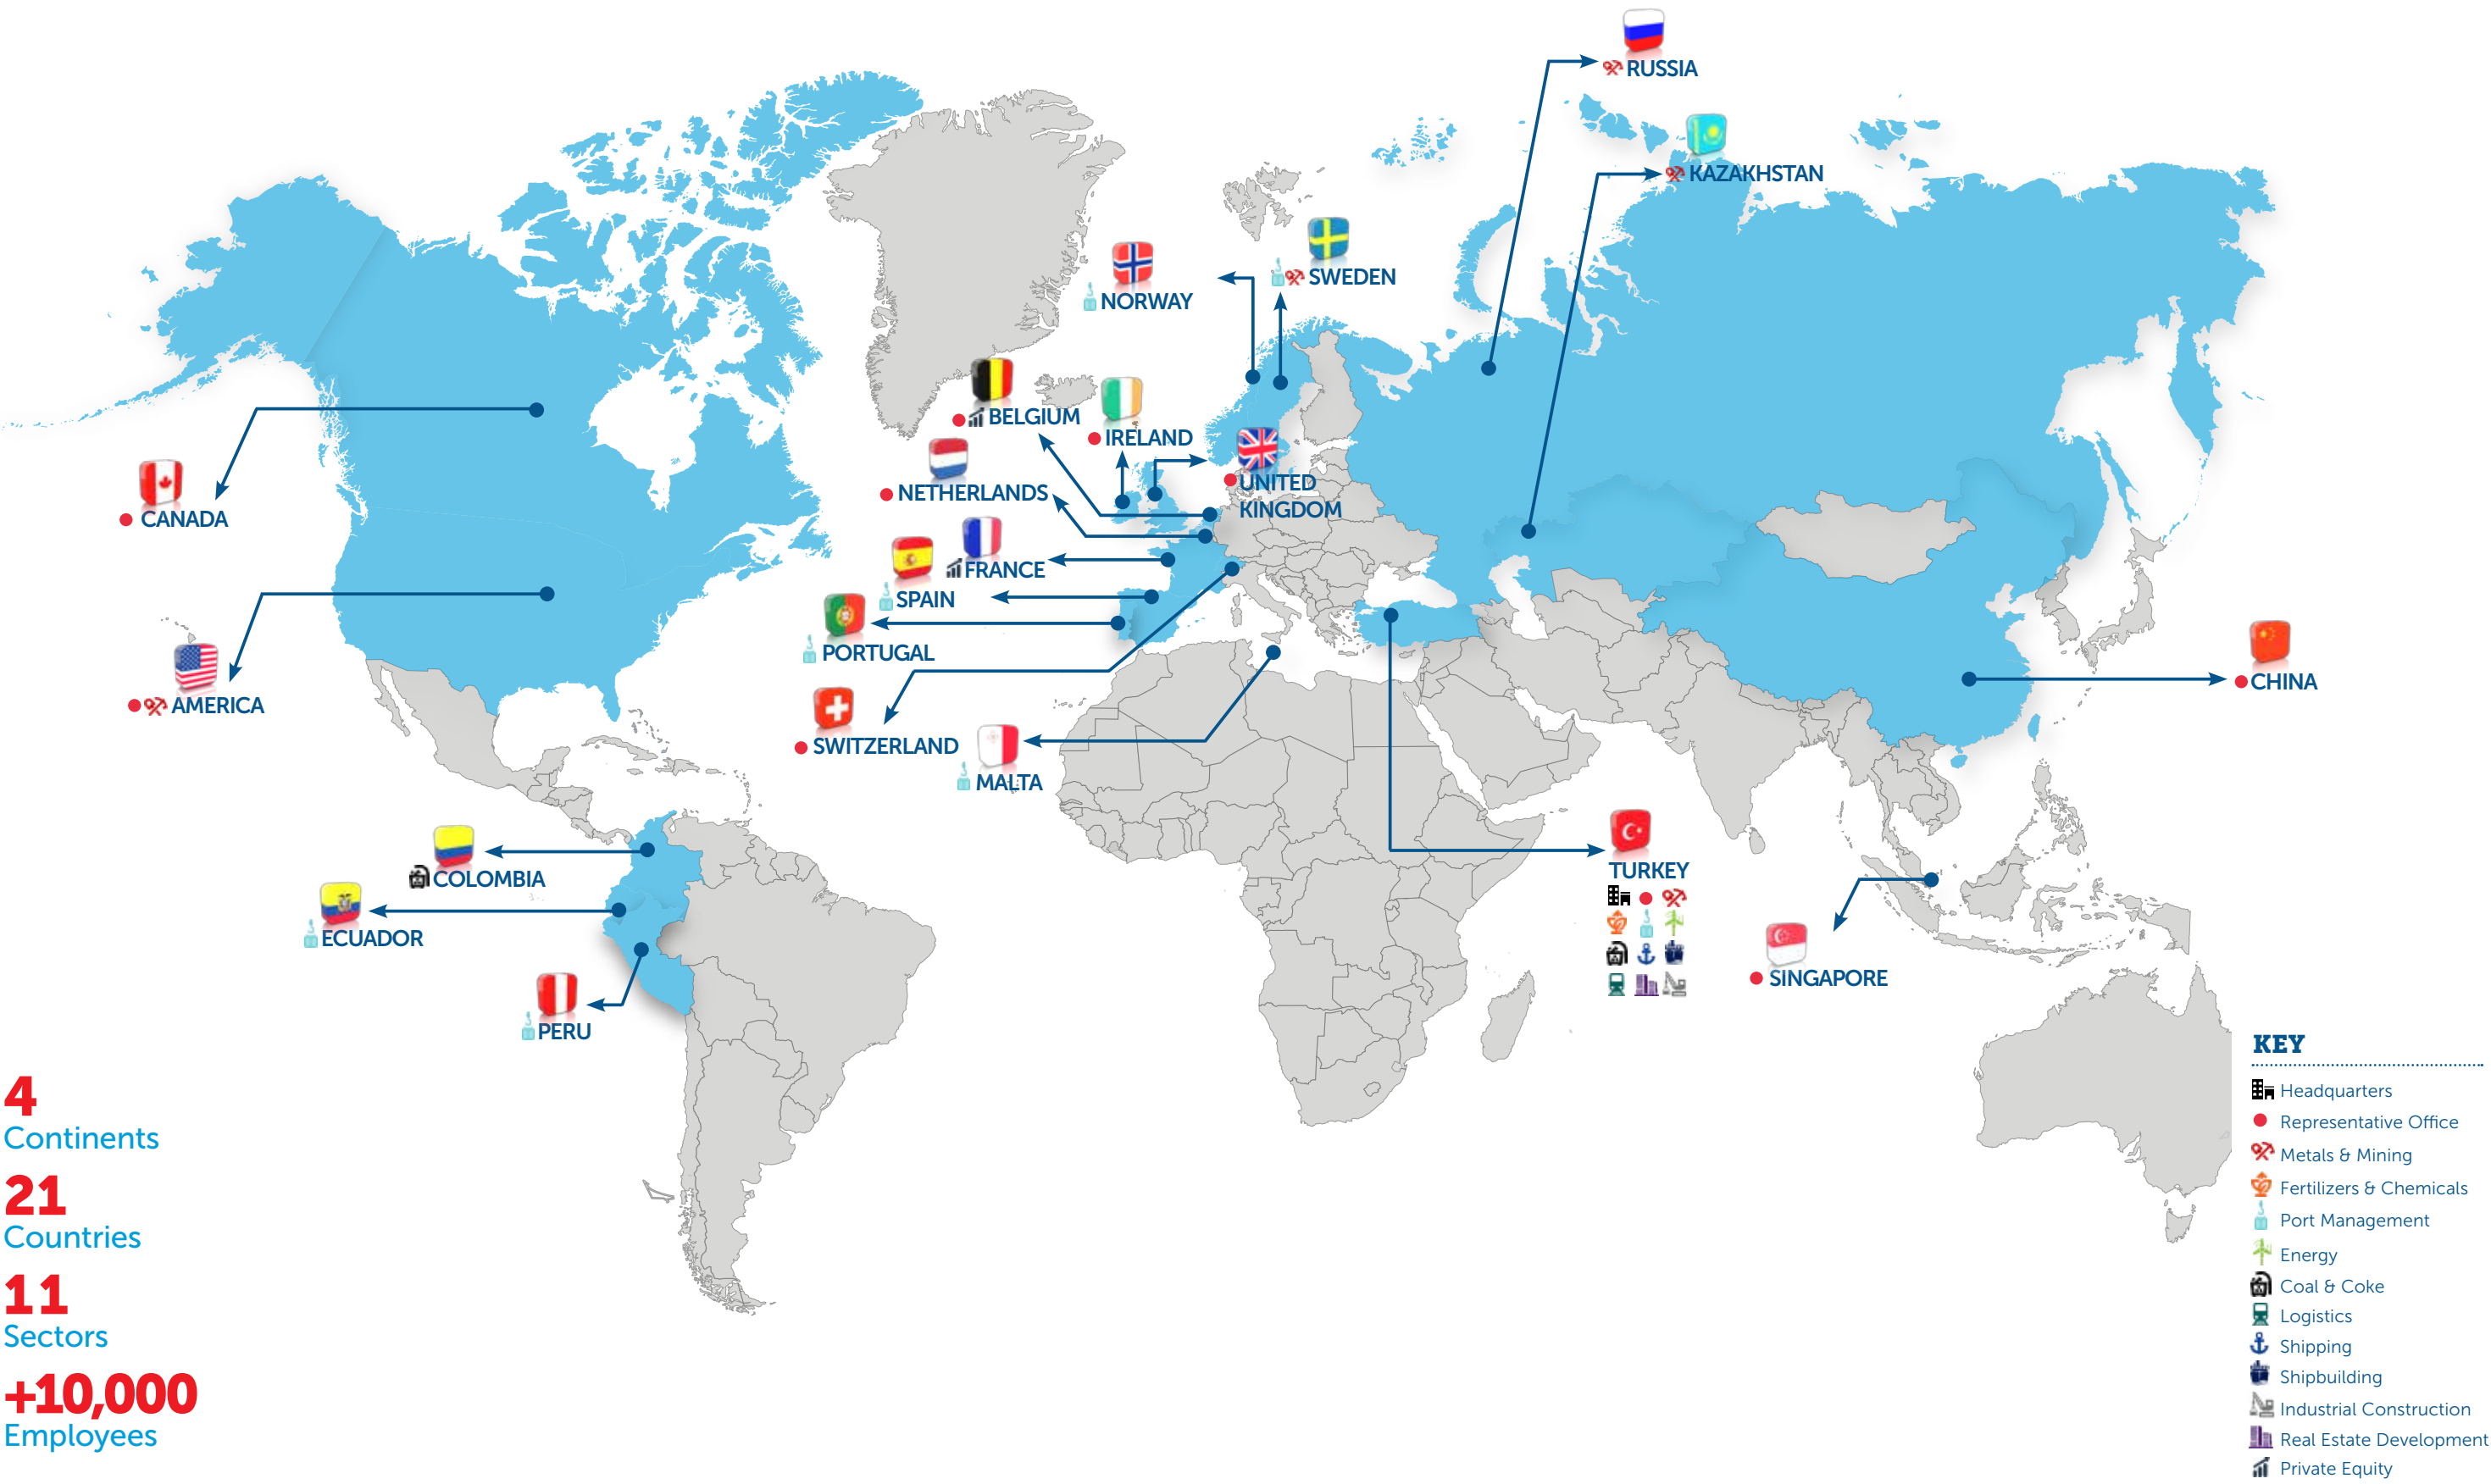 RUSSIA
KAZAKHSTAN
SWEDEN
NORWAY
BELGIUM
IRELAND
NETHERLANDS
UNITED
KINGDOM
CANADA
FRANCE
SPAIN
PORTUGAL
AMERICA
CHINA
SWITZERLAND
MALTA
COLOMBIA
TURKEY
ECUADOR
SINGAPORE
PERU
4
Continents
21
Countries
11
Sectors
+10,000
Employees
KEY
Headquarters
Representative Office
Metals & Mining
Fertilizers & Chemicals
Port Management
Energy
Coal & Coke
Logistics
Shipping
Shipbuilding
Industrial Construction
Real Estate Development
Private Equity